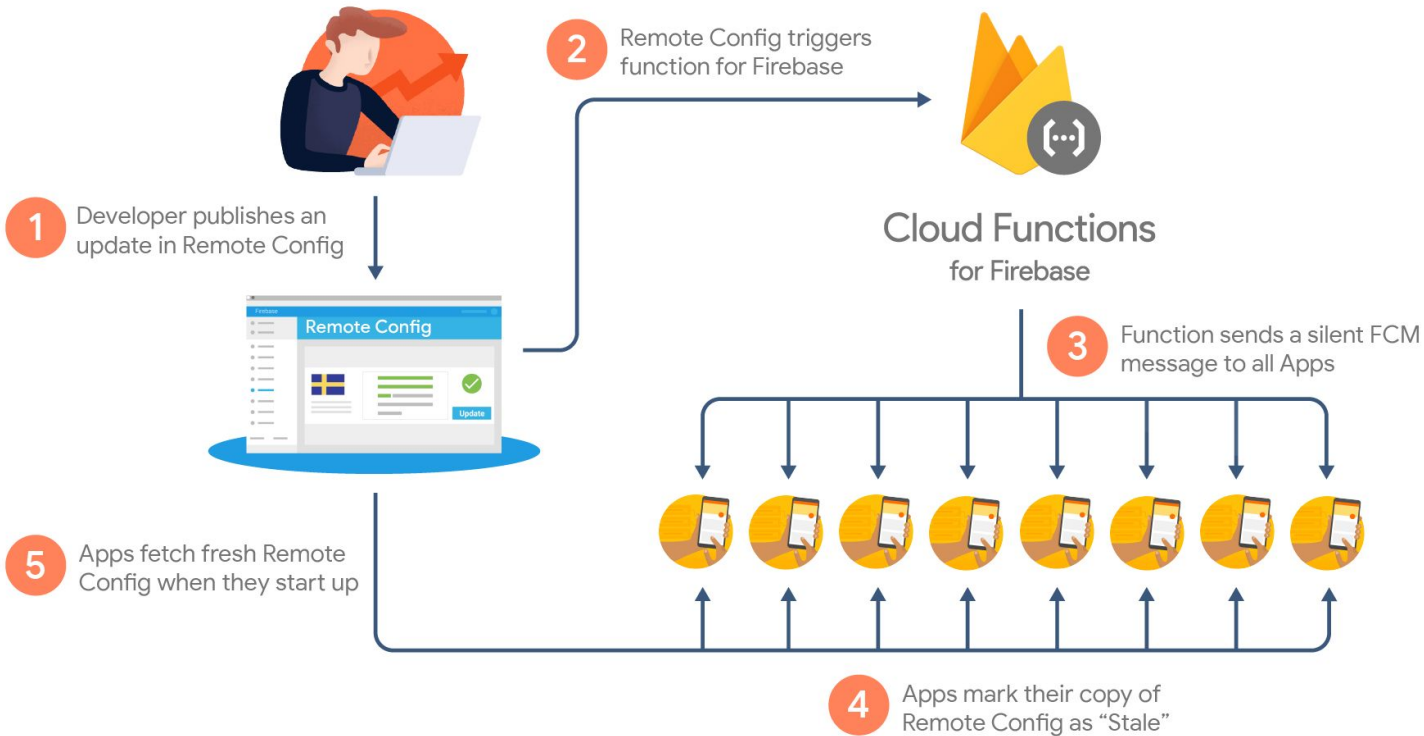 2
Remote Config triggers
function for Firebase
1
Developer publishes an
update in Remote Config
Cloud Functions
for Firebase
Firebase
Remote Config
Update
3
Function sends a silent FCM
message to all Apps
5
Apps fetch fresh Remote
Config when they start up
4
Apps mark their copy of
Remote Config as “Stale”